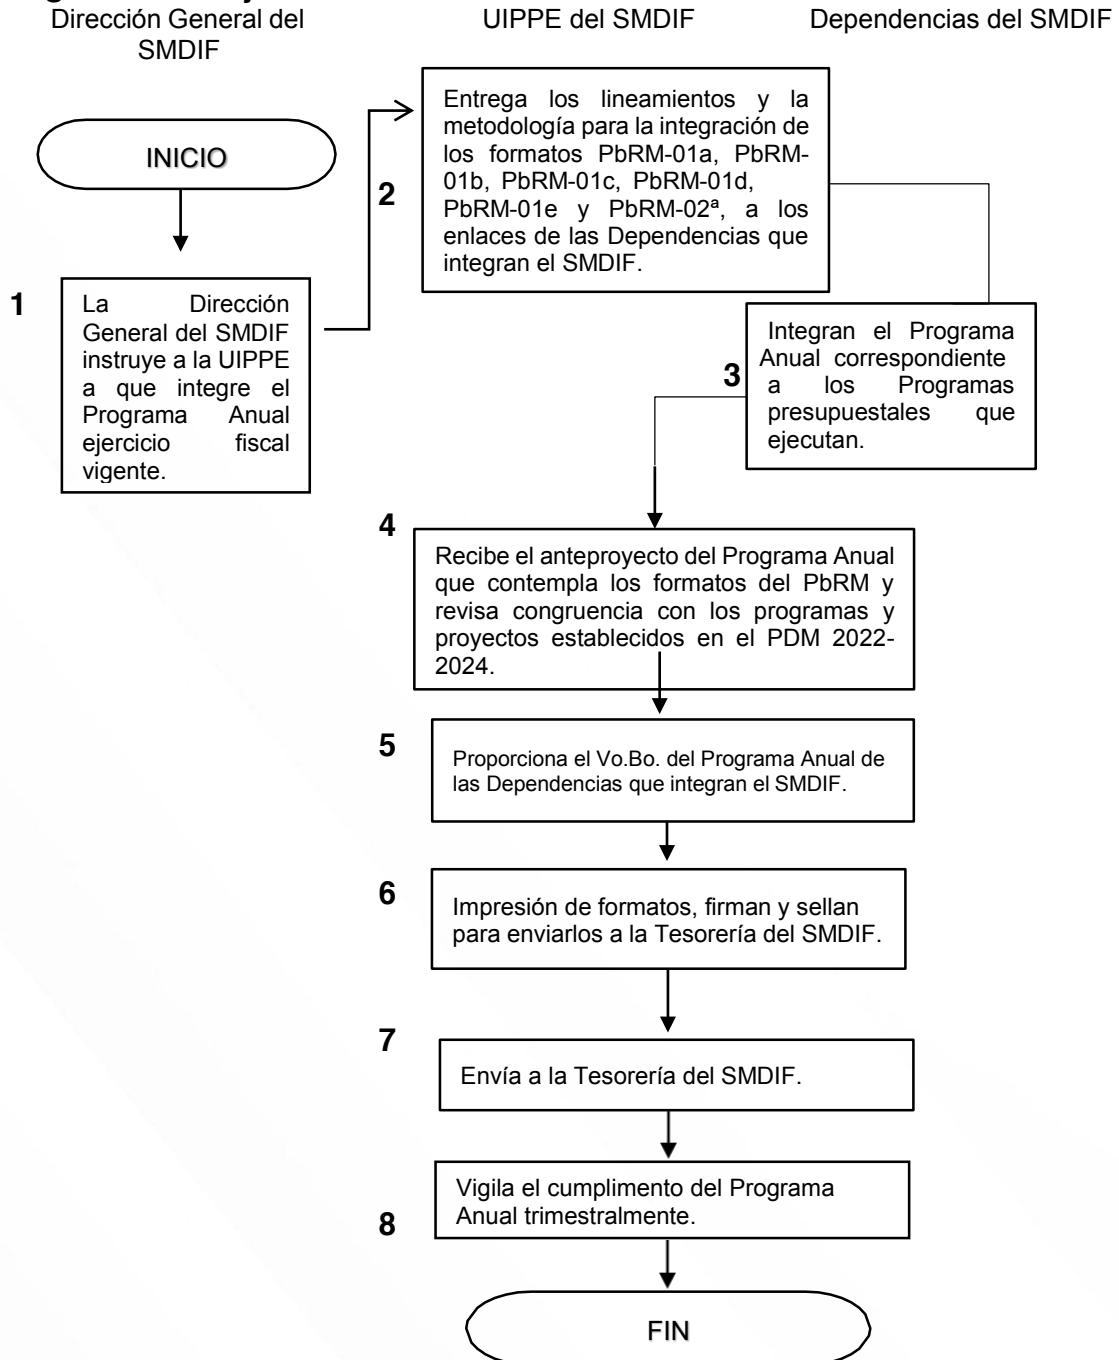 Dirección General del
SMDIF
UIPPE del SMDIF
Dependencias del SMDIF
INICIO
1
La Dirección
General del SMDIF
instruye a la UIPPE
a que integre el
Programa Anual
ejercicio fiscal
vigente.
2
Entrega los lineamientos y la
metodología para la integración de
los formatos PbRM-01a, PbRM-
01b, PbRM-01c, PbRM-01d,
PbRM-01e y PbRM-02ª, a los
enlaces de las Dependencias que
integran el SMDIF.
3
Integran el Programa
Anual correspondiente
a los Programas
presupuestales que
ejecutan.
4
Recibe el anteproyecto del Programa Anual
que contempla los formatos del PbRM y
revisa congruencia con los programas y
proyectos establecidos en el PDM 2022-
2024.
5
Proporciona el Vo.Bo. del Programa Anual de
las Dependencias que integran el SMDIF.
6
Impresión de formatos, firman y sellan
para enviarlos a la Tesorería del SMDIF.
7
Envía a la Tesorería del SMDIF.
8
Vigila el cumplimento del Programa
Anual trimestralmente.
FIN